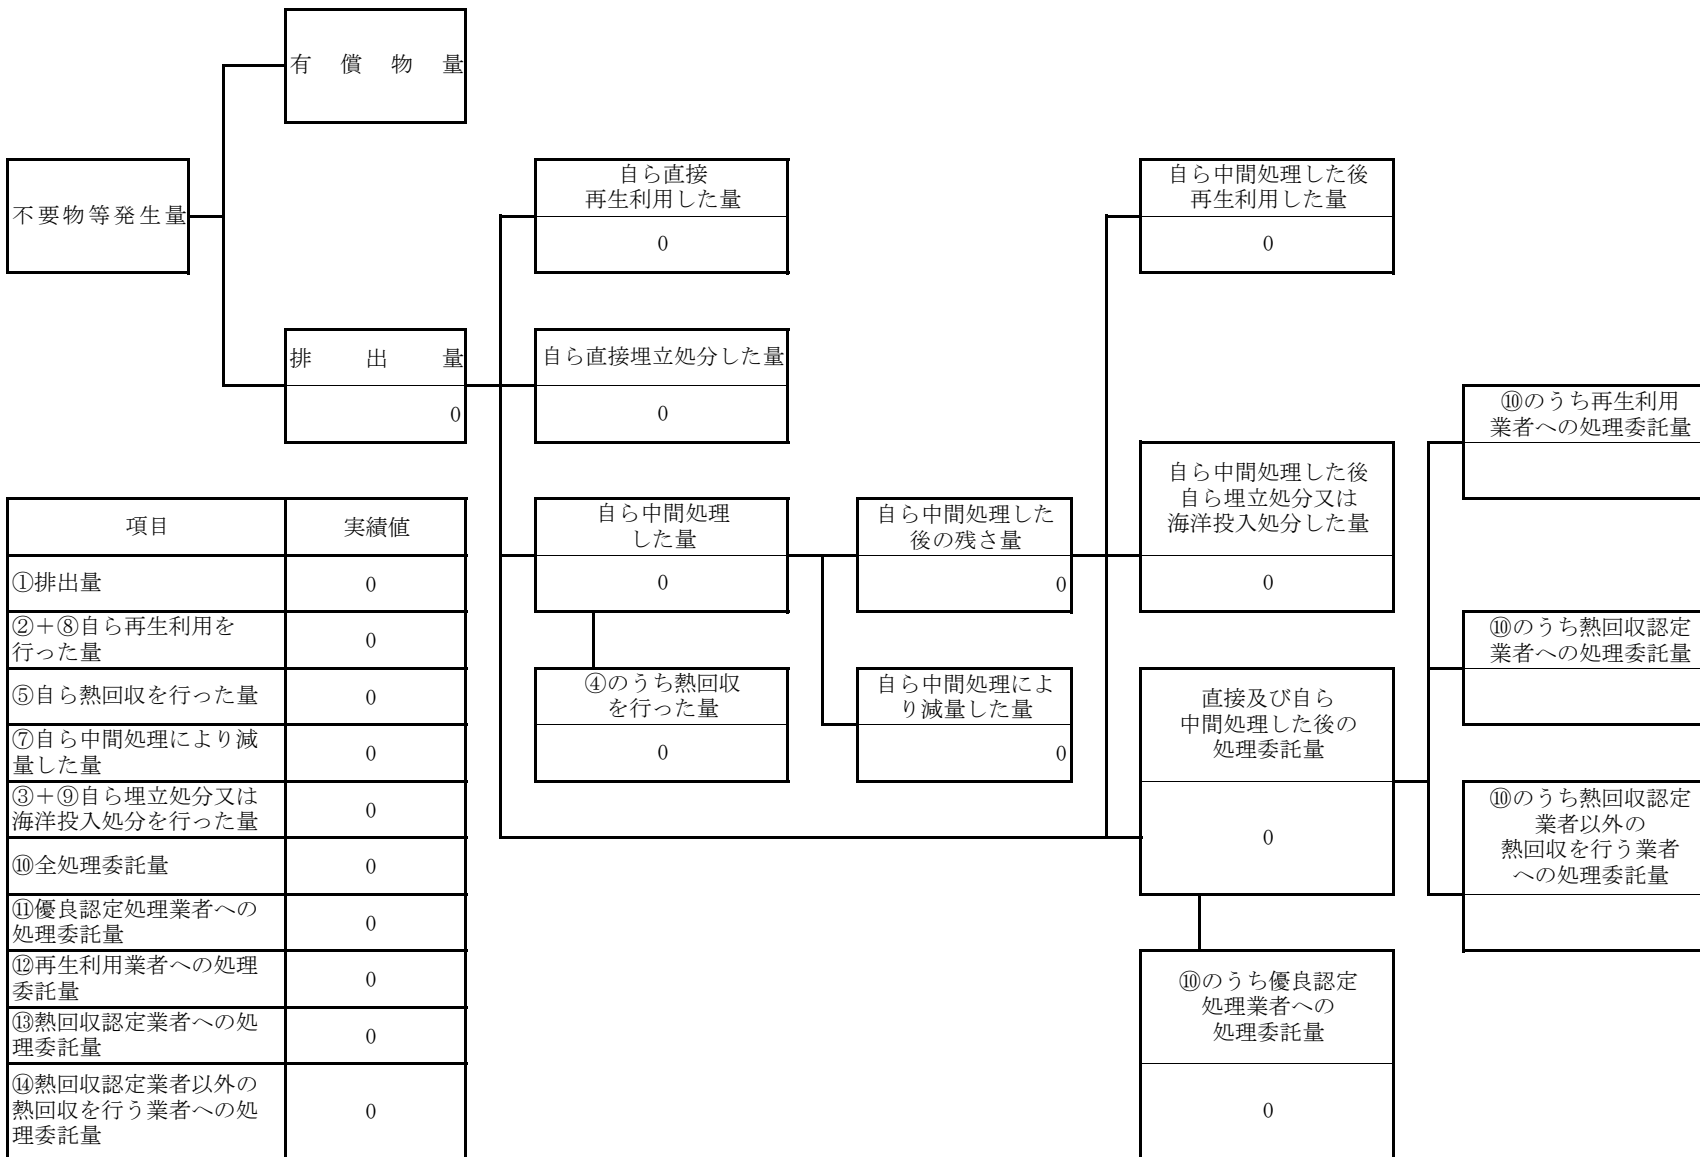 有償物量
不要物等発生量
自ら直接
再生利用した量
0
自ら中間処理した後
再生利用した量
0
排出量
0
自ら直接埋立処分した量
0
⑩のうち再生利用
業者への処理委託量
自ら中間処理した後
自ら埋立処分又は
海洋投入処分した量
0
自ら中間処理
した量
0
自ら中間処理した
後の残さ量
0
⑩のうち熱回収認定
業者への処理委託量
④のうち熱回収
を行った量
0
自ら中間処理によ
り減量した量
0
直接及び自ら
中間処理した後の
処理委託量
0
⑩のうち熱回収認定
業者以外の
熱回収を行う業者
への処理委託量
⑩のうち優良認定
処理業者への
処理委託量
0
項目 実績値
①排出量 0
②＋⑧自ら再生利用を
行った量 0
⑤自ら熱回収を行った量 0
⑦自ら中間処理により減
量した量 0
③＋⑨自ら埋立処分又は
海洋投入処分を行った量 0
⑩全処理委託量 0
⑪優良認定処理業者への
処理委託量 0
⑫再生利用業者への処理
委託量 0
⑬熱回収認定業者への処
理委託量 0
⑭熱回収認定業者以外の
熱回収を行う業者への処
理委託量 0